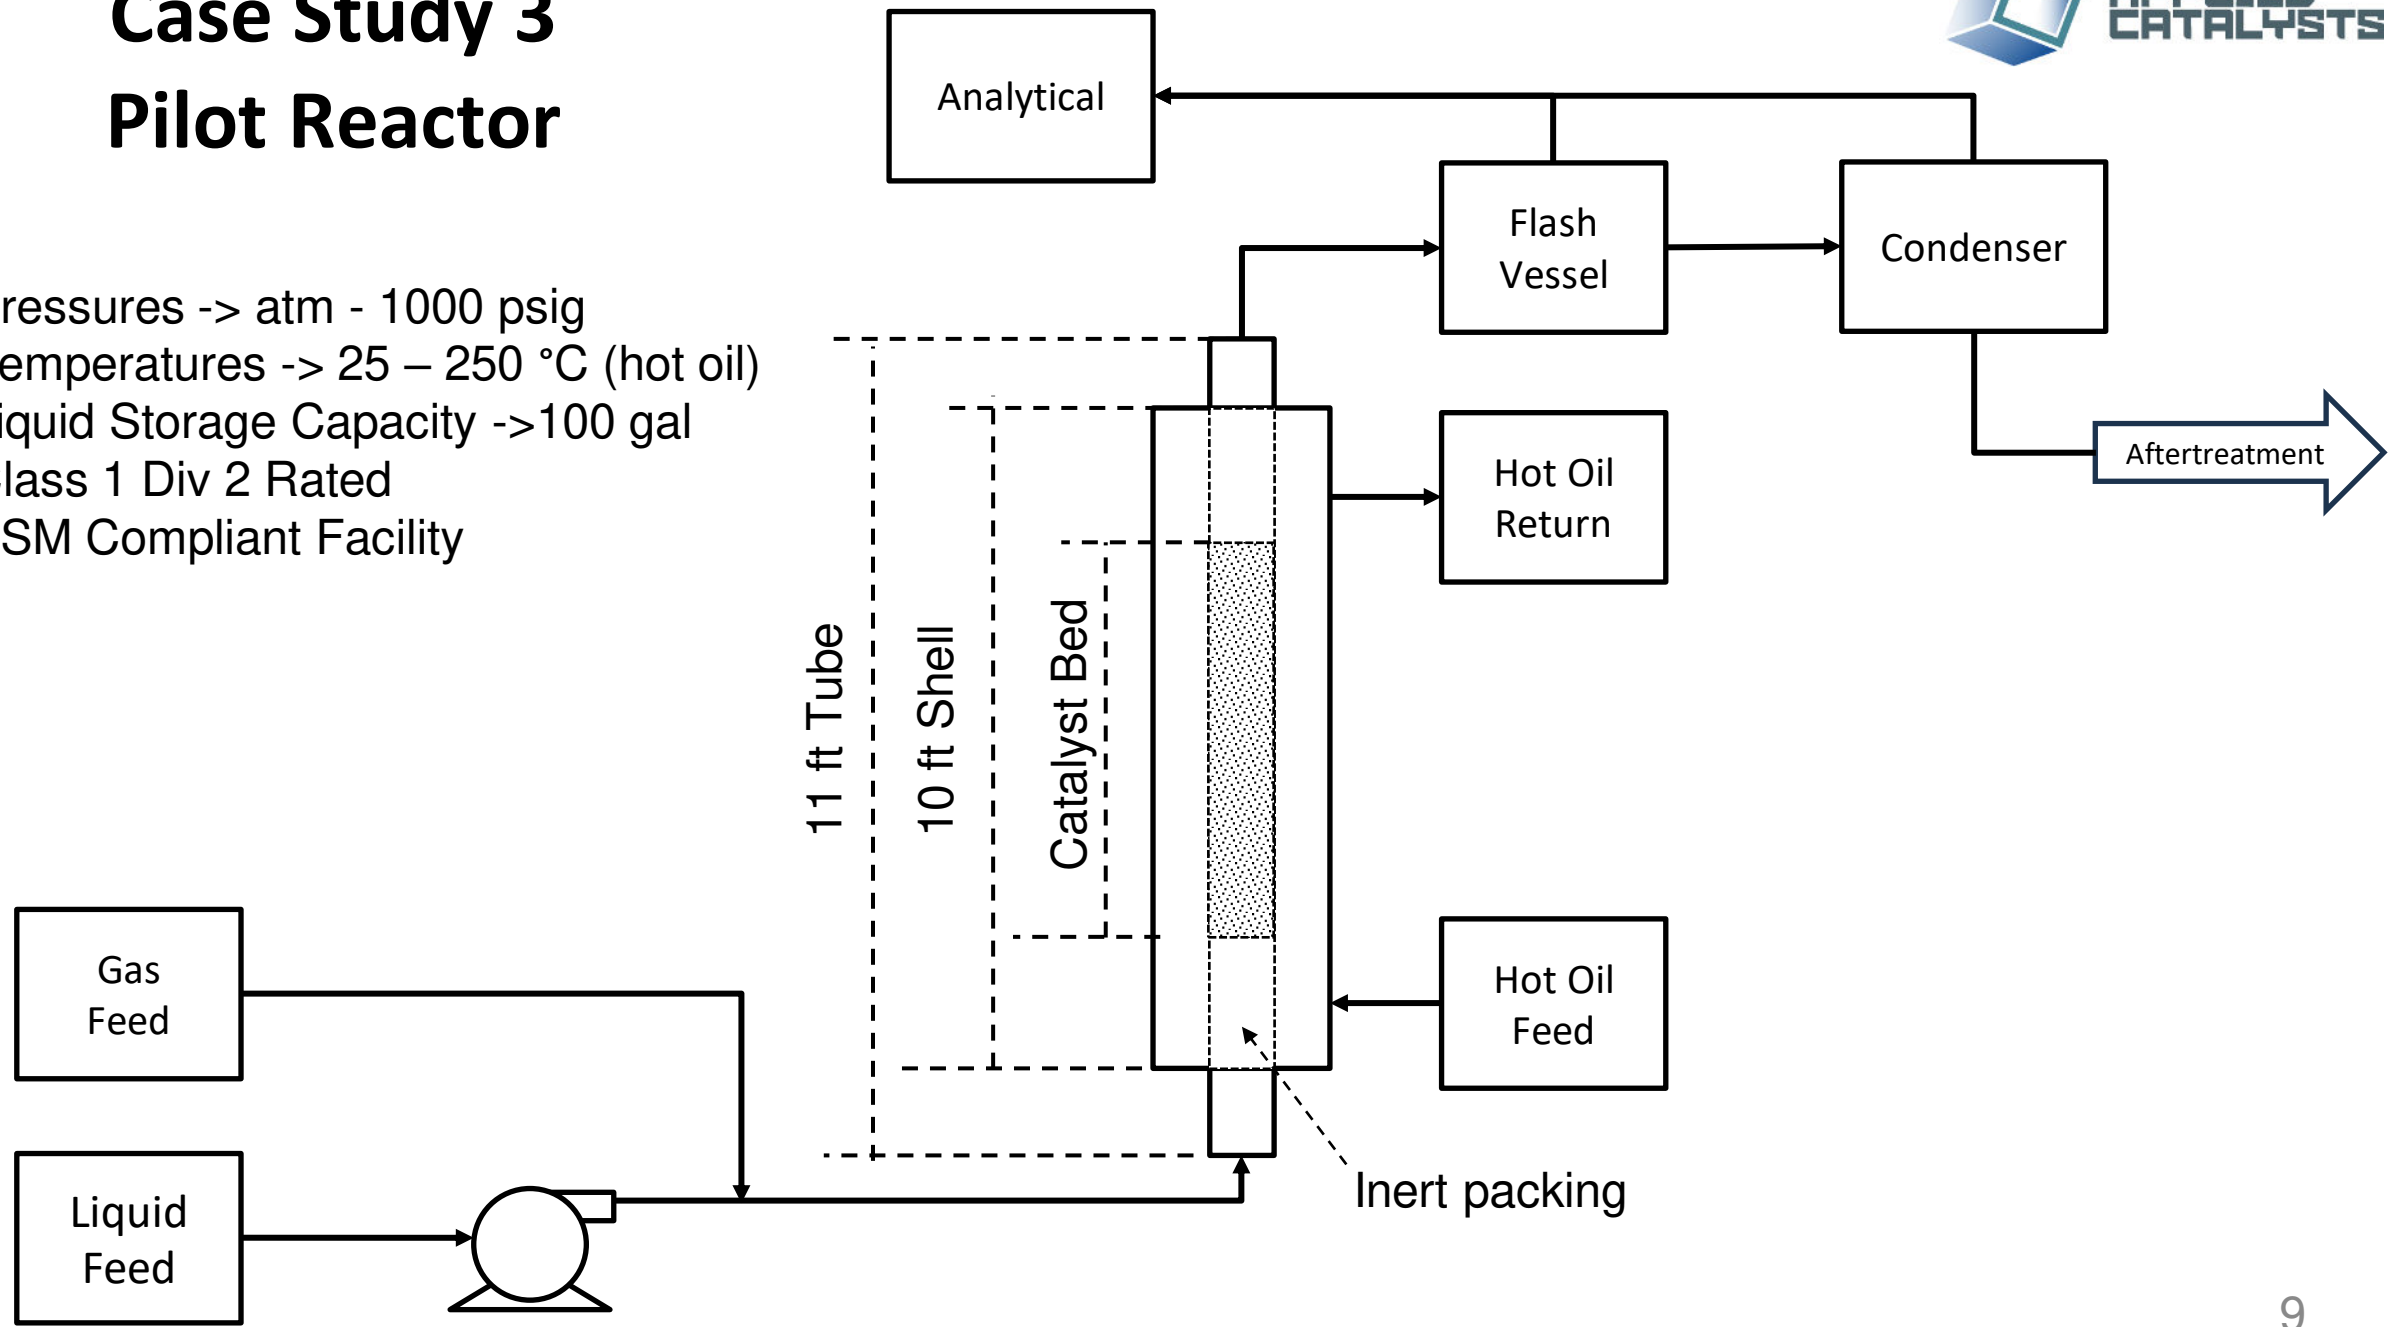 Case Study 3
Pilot Reactor
CATALYSTS
Analytical
Flash
Vessel
Condenser
ressures -> atm - 1000 psig
emperatures -> 25 – 250 °C (hot oil)
iquid Storage Capacity ->100 gal
lass 1 Div 2 Rated
SM Compliant Facility
Hot Oil
Return
Aftertreatment
11 ft Tube
10 ft Shell
Catalyst Bed
Gas
Feed
Hot Oil
Feed
Liquid
Feed
Inert packing
9